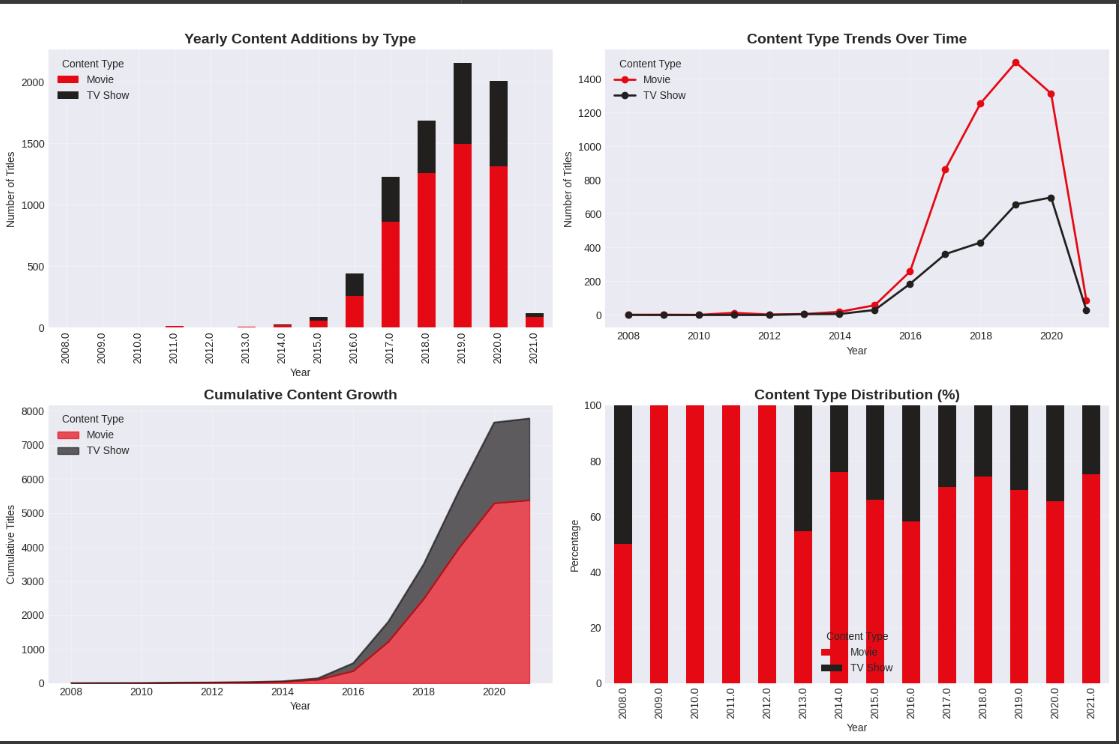 Yearly Content Additions by Type
Content Type
Movie
TV Show
Number of Titles
2000
1500
1000
500
0
2008.0
2009.0
2010.0
2011.0
2012.0
2013.0
2014.0
2015.0
2016.0
2017.0
2018.0
2019.0
2020.0
2021.0
Year
Content Type Trends Over Time
Content Type
Movie
TV Show
Number of Titles
1400
1200
1000
800
600
400
200
0
2008
2010
2012
2014
2016
2018
2020
Year
Cumulative Content Growth
Content Type
Movie
TV Show
Cumulative Titles
8000
7000
6000
5000
4000
3000
2000
1000
0
2008
2010
2012
2014
2016
2018
2020
Year
Content Type Distribution (%)
Percentage
100
80
60
40
20
0
Content Type
Movie
TV Show
2008.0
2009.0
2010.0
2011.0
2012.0
2013.0
2014.0
2015.0
2016.0
2017.0
2018.0
2019.0
2020.0
2021.0
Year